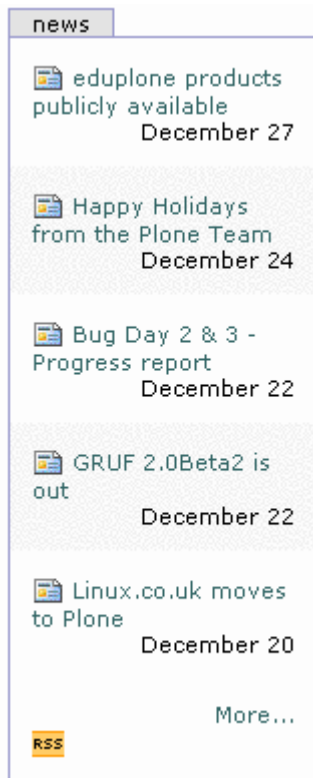 news
eduplone products
publicly available
December 27
Happy Holidays
from the Plone Team
December 24
Bug Day 2 & 3 -
Progress report
December 22
GRUF 2.0Beta2 is
out
December 22
Linux.co.uk moves
to Plone
December 20
More...
RSS